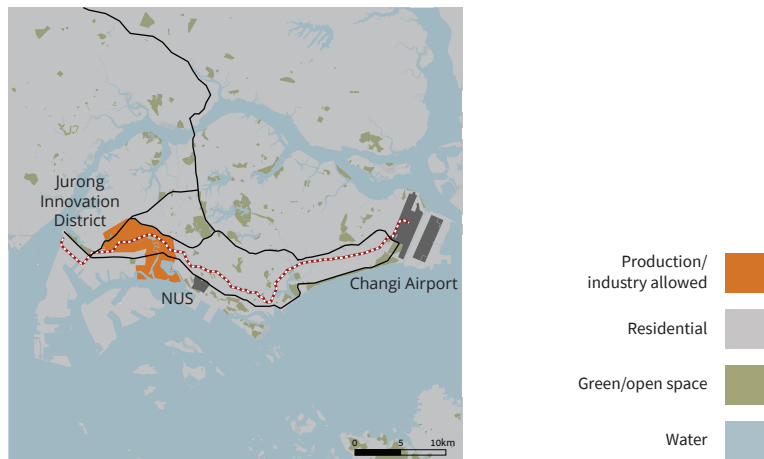 Jurong
Innovation
District
NUS
Changi Airport
0 5 10km
Production/
industry allowed
Residential
Green/open space
Water